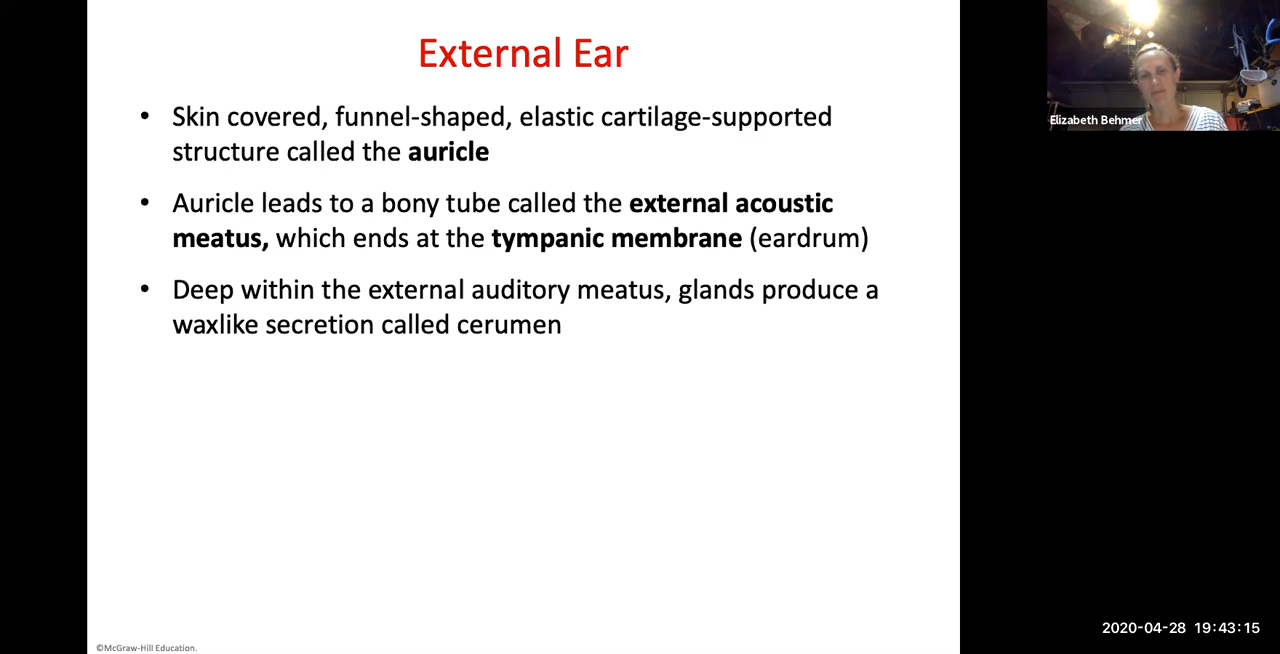 External Ear
• Skin covered, funnel-shaped, elastic cartilage-supported
structure called the auricle
• Auricle leads to a bony tube called the external acoustic
meatus, which ends at the tympanic membrane (eardrum)
• Deep within the external auditory meatus, glands produce a
waxlike secretion called cerumen
©McGraw-Hill Education.
Elizabeth Behmer
2020-04-28 19:43:15